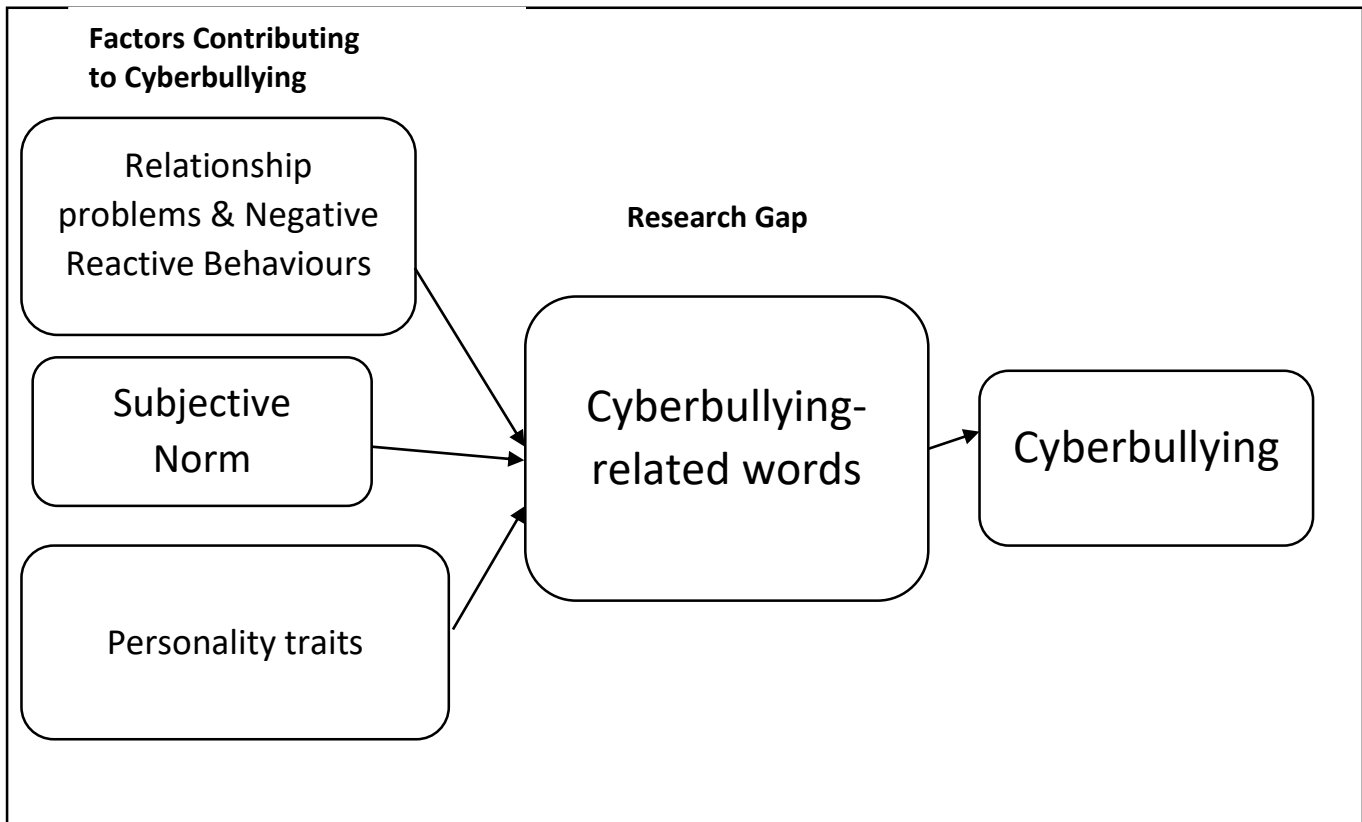 Factors Contributing
to Cyberbullying
Relationship
problems & Negative
Reactive Behaviours
Subjective
Norm
Personality traits
Research Gap
Cyberbullying-
related words
Cyberbullying